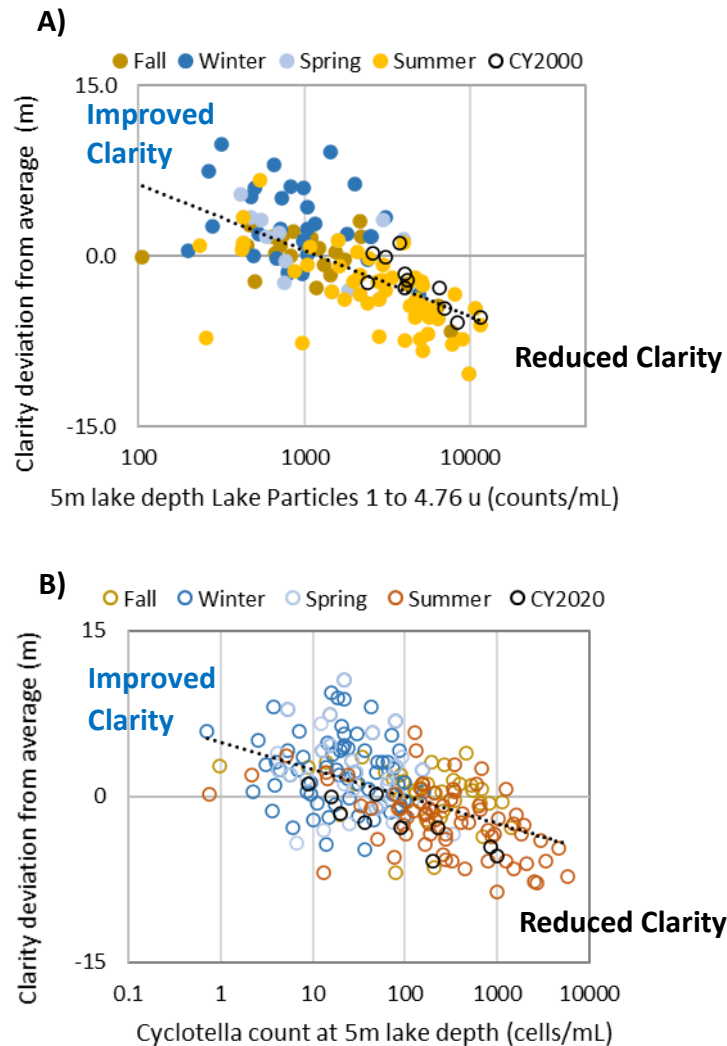 A)
Fall Winter Spring Summer CY2000
15.0
Improved
Clarity
0.0
Reduced Clarity
-15.0
100 1000 10000
Clarity deviation from average (m)
5m lake depth Lake Particles 1 to 4.76 u (counts/mL)
B)
Fall Winter Spring Summer CY2020
15
Improved
Clarity
0
Reduced Clarity
-15
0.1 1 10 100 1000 10000
Clarity deviation from average (m)
Cyclotella count at 5m lake depth (cells/mL)